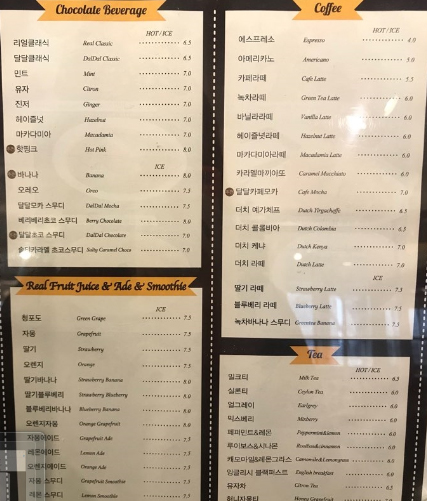 Chocolate Beverage
HOT/ICE
리얼클래식 Real Classic 6.5
달달클래식 DalDal Classic 6.5
민트 Mint 7.0
유자 Citron 7.0
진저 Ginger 7.0
헤이즐넛 Hazelnut 7.0
마카다미아 Macadamia 7.0
핫핑크 Hot Pink 8.0
ICE
바나나 Banana 8.0
오레오 Oreo 7.5
달달모카 스무디 DalDal Mocha 7.5
베리베리초코 스무디 Berry Chocolate 8.0
달달초코 스무디 DalDal Chocolate 7.0
솔티카라멜 초코스무디 Salty Caramel Choco 7.0
Real Fruit Juice & Ade & Smoothie
ICE
청포도 Green Grape 7.5
자몽 Grapefruit 7.5
딸기 Strawberry 7.5
오렌지 Orange 7.5
딸기바나나 Strawberry Banana 8.0
딸기블루베리 Strawberry Blueberry 8.0
블루베리바나나 Blueberry Banana 8.0
오렌지자몽 Orange Grapefruit 8.0
자몽에이드 Grapefruit Ade 7.5
레몬에이드 Lemon Ade 7.5
오렌지에이드 Orange Ade 7.5
자몽 스무디 Grapefruit Smoothie 7.5
레몬 스무디 Lemon Smoothie 7.5
Coffee
HOT/ICE
에스프레소 Espresso 4.0
아메리카노 Americano 5.0
카페라떼 Cafe Latte 5.5
녹차라떼 Green Tea Latte 6.0
바닐라라떼 Vanilla Latte 6.0
헤이즐넛라떼 Hazelnut Latte 6.0
마카다미아라떼 Macadamia Latte 6.0
카라멜마끼아또 Caramel Macchiato 6.0
달달카페모카 Cafe Mocha 7.0
더치 예가체프 Dutch Yirgacheffe 6.5
더치 콜롬비아 Dutch Colombia 6.5
더치 케냐 Dutch Kenya 7.0
더치 라떼 Dutch Latte 7.0
ICE
딸기 라떼 Strawberry Latte 7.3
블루베리 라떼 Blueberry Latte 7.5
녹차바나나 스무디 Greentea Banana 7.5
Tea
HOT/ICE
밀크티 Milk Tea 6.5
실론티 Ceylon Tea 6.0
얼그레이 Earlgrey 6.0
믹스베리 Mixberry 6.0
페퍼민트&레몬 Peppermint&lemon 6.0
루이보스&시나몬 Rooibos&cinnamon 6.0
캐모마일&레몬그라스 Camomile&Lemongrass 6.0
잉글리시 블랙퍼스트 English breakfast 6.0
유자차 Citron Tea 6.5
허니자몽티 Honey Grapefruit